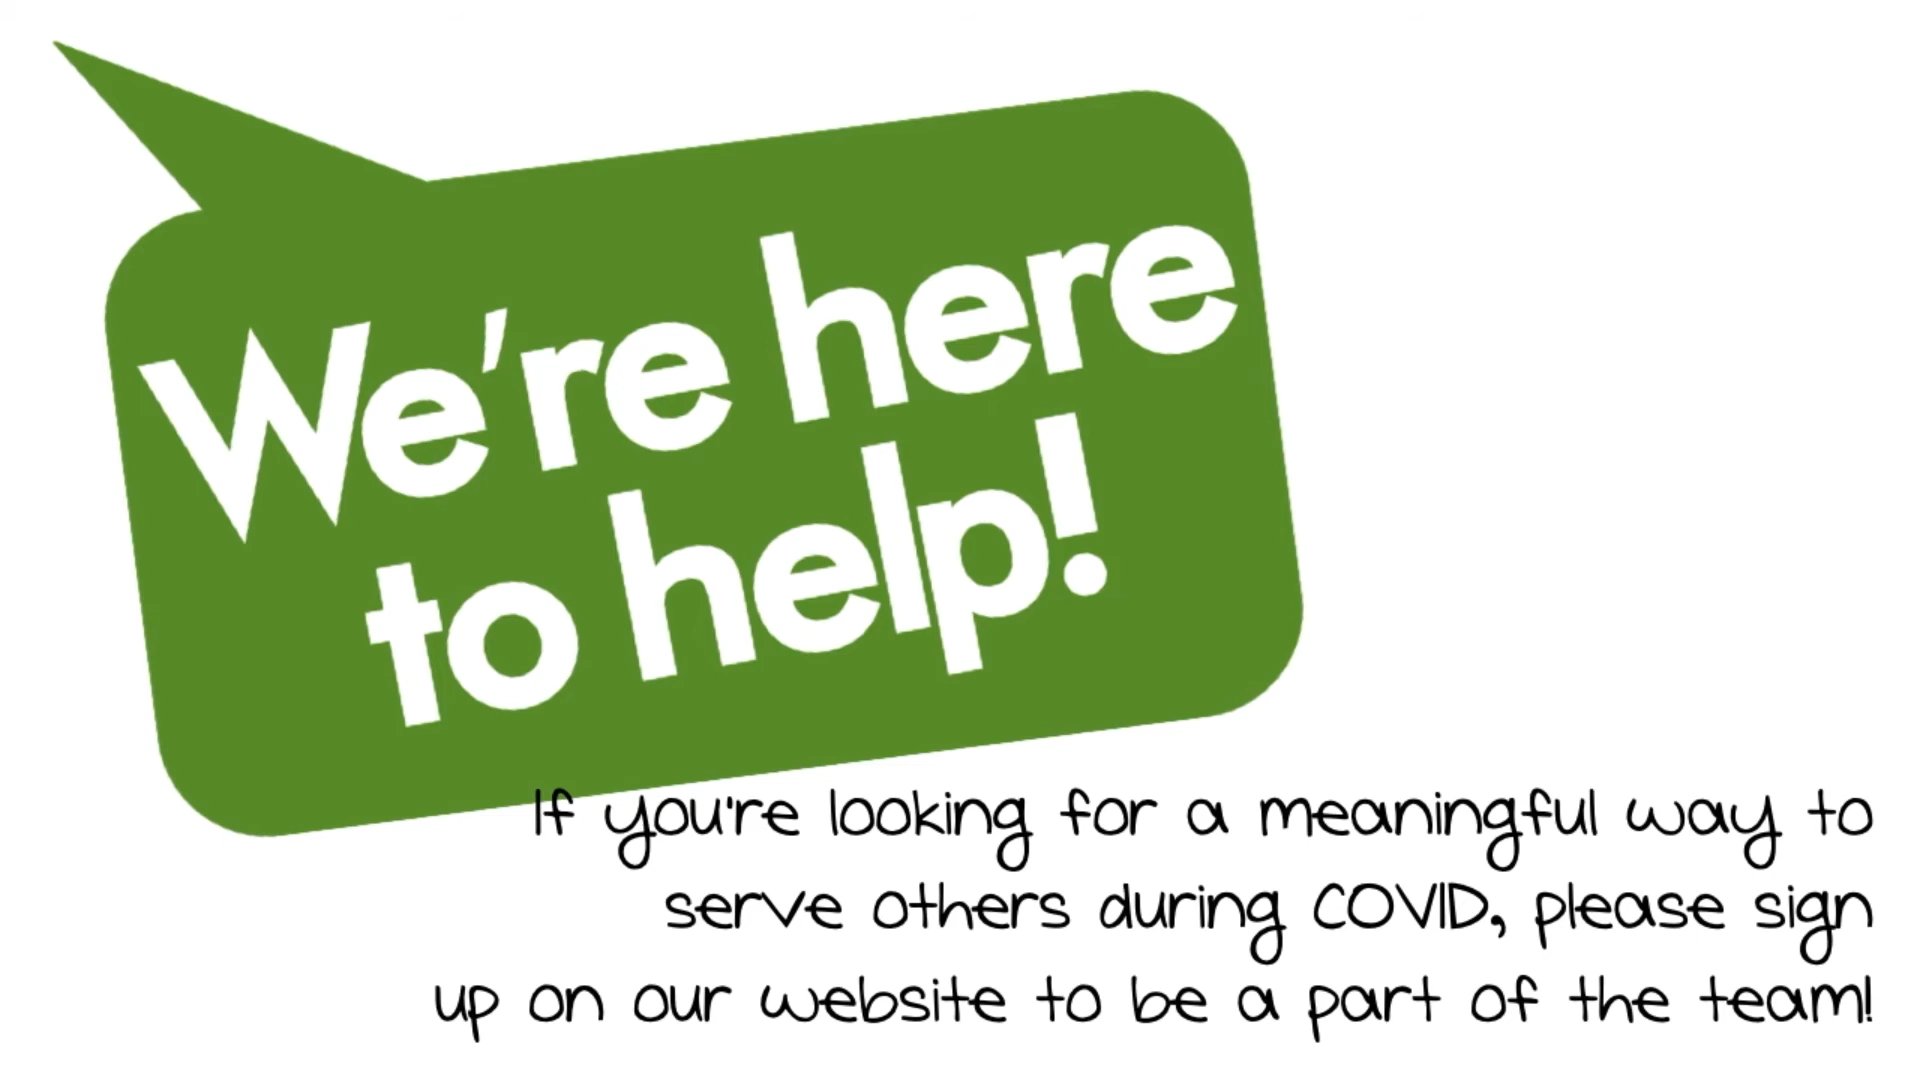 We're here
to help!
If you're looking for a meaningful way to
serve others during COVID, please sign
up on our website to be a part of the team!